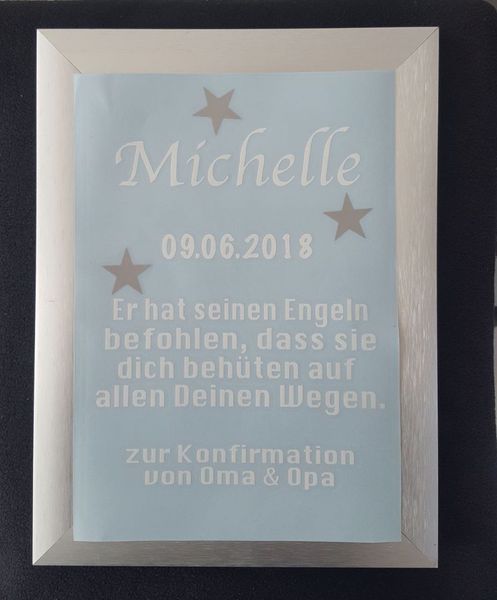 Michelle
09.06.2018
Er hat seinen Engeln
befohlen, dass sie
dich behüten auf
allen Deinen Wegen.
zur Konfirmation
von Oma & Opa